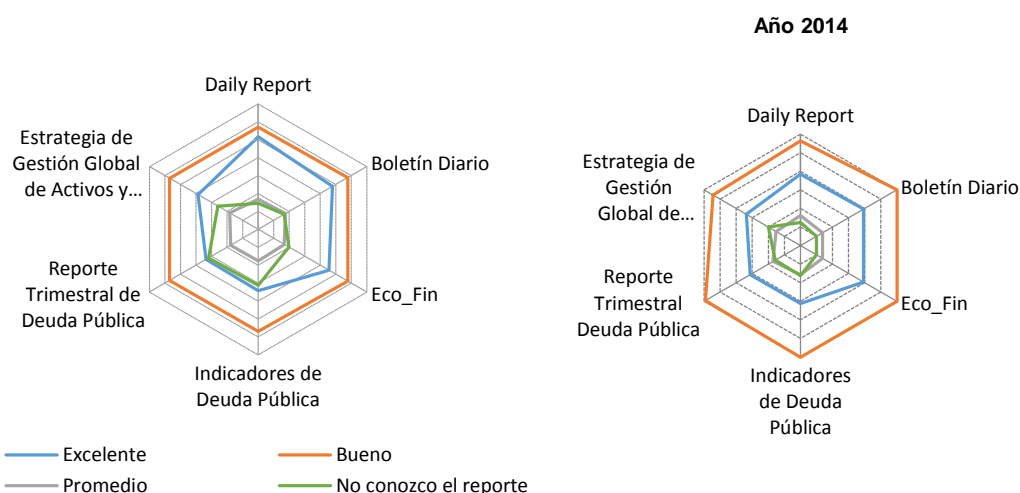 Año 2014
Daily Report
Estrategia de
Gestión Global
de Activos y...
Boletín Diario
Reporte
Trimestral de
Deuda Pública
Eco_Fin
Indicadores de
Deuda Pública
Daily Report
Estrategia de
Gestión
Global de...
Boletín Diario
Reporte
Trimestral
Deuda Pública
Eco_Fin
Indicadores
de Deuda
Pública
Excelente
Bueno
Promedio
No conozco el reporte